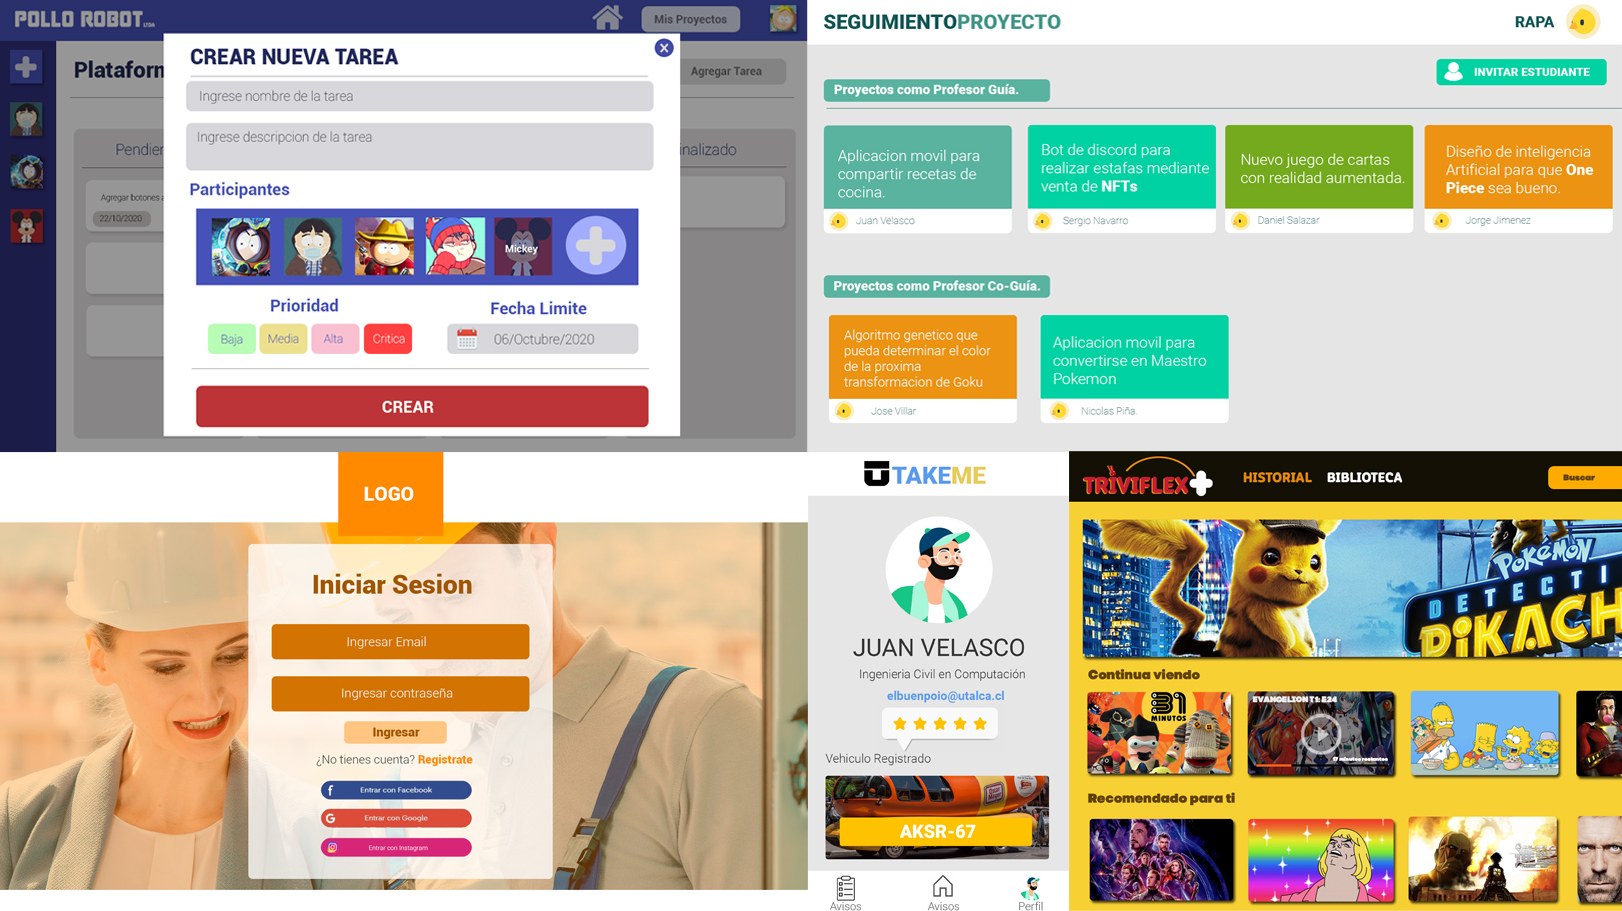 POLLO ROBOT LTDA
Mis Proyectos
Plataform
Agregar Tarea
Pendien
nalizado
Agregar botones a
22/10/2020
CREAR NUEVA TAREA
X
Ingrese nombre de la tarea
Ingrese descripcion de la tarea
Participantes
Mickey
Prioridad
Fecha Limite
Baja
Media
Alta
Critica
06/Octubre/2020
CREAR
SEGUIMIENTOPROYECTO
RAPA
INVITAR ESTUDIANTE
Proyectos como Profesor Guía.
Aplicacion movil para
compartir recetas de
cocina.
Juan Velasco
Bot de discord para
realizar estafas mediante
venta de NFTs
Sergio Navarro
Nuevo juego de cartas
con realidad aumentada.
Daniel Salazar
Diseño de inteligencia
Artificial para que One
Piece sea bueno.
Jorge Jimenez
Proyectos como Profesor Co-Guía.
Algoritmo genetico que
pueda determinar el color
de la proxima
transformacion de Goku
Jose Villar
Aplicacion movil para
convertirse en Maestro
Pokemon
Nicolas Piña.
LOGO
Iniciar Sesion
Ingresar Email
Ingresar contraseña
Ingresar
¿No tienes cuenta? Registrate
Entrar con Facebook
Entrar con Google
Entrar con Instagram
TAKEME
JUAN VELASCO
Ingenieria Civil en Computación
elbuenpoio@utalca.cl
Vehiculo Registrado
AKSR-67
Avisos
Avisos
Perfil
TRIVIFLEX+
HISTORIAL
BIBLIOTECA
Buscar
POKÉMON
DETECTI
PiKACH
Continua viendo
31
MINUTOS
EVANGELION T1: E24
17 minutos restantes
Recomendado para ti